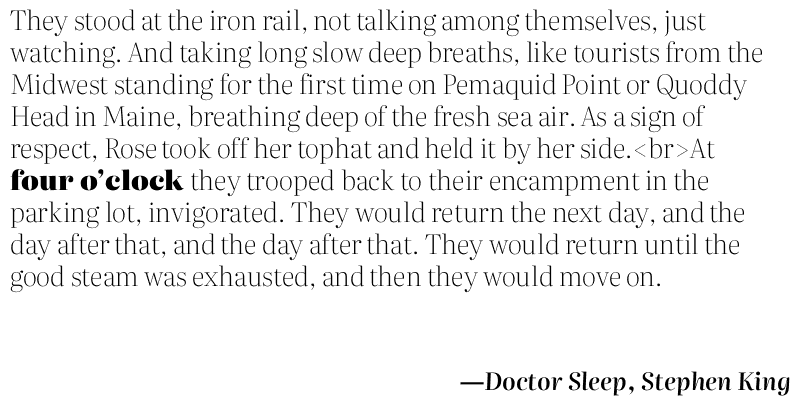 They stood at the iron rail, not talking among themselves, just
watching. And taking long slow deep breaths, like tourists from the
Midwest standing for the first time on Pemaquid Point or Quoddy
Head in Maine, breathing deep of the fresh sea air. As a sign of
respect, Rose took off her tophat and held it by her side.<br>At
four o’clock they trooped back to their encampment in the
parking lot, invigorated. They would return the next day, and the
day after that, and the day after that. They would return until the
good steam was exhausted, and then they would move on.
—Doctor Sleep, Stephen King